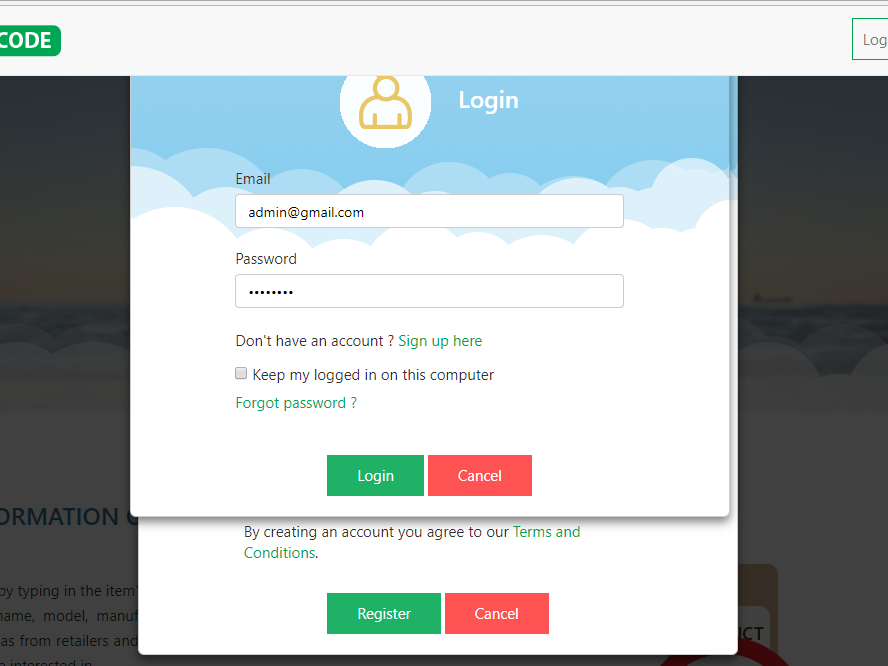 CODE
Log
Login
Email
admin@gmail.com
Password
Don't have an account ? Sign up here
Keep my logged in on this computer
Forgot password ?
Login Cancel
ORMATION
By creating an account you agree to our Terms and
Conditions.
Register Cancel
by typing in the item'
name, model, manuf
as from retailers and
interested in
CT